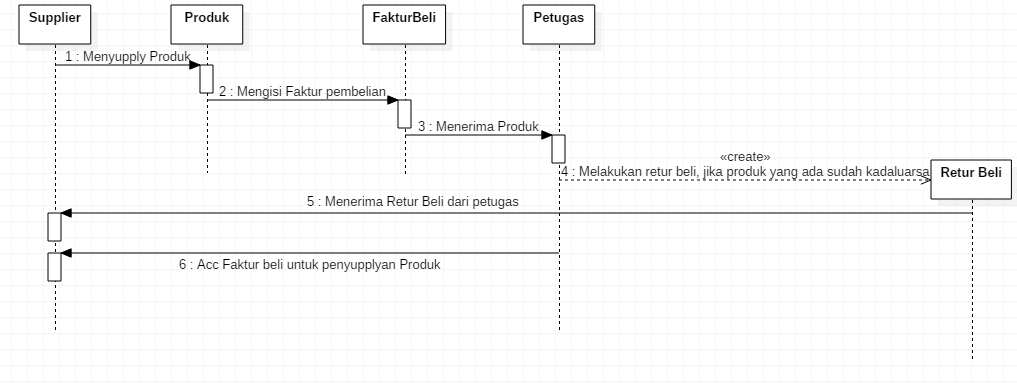 Supplier
Produk
FakturBeli
Petugas
1 : Menyupply Produk
2 : Mengisi Faktur pembelian
3 : Menerima Produk
«create»
4 : Melakukan retur beli, jika produk yang ada sudah kadaluarsa
Retur Beli
5 : Menerima Retur Beli dari petugas
6 : Acc Faktur beli untuk penyupplyan Produk